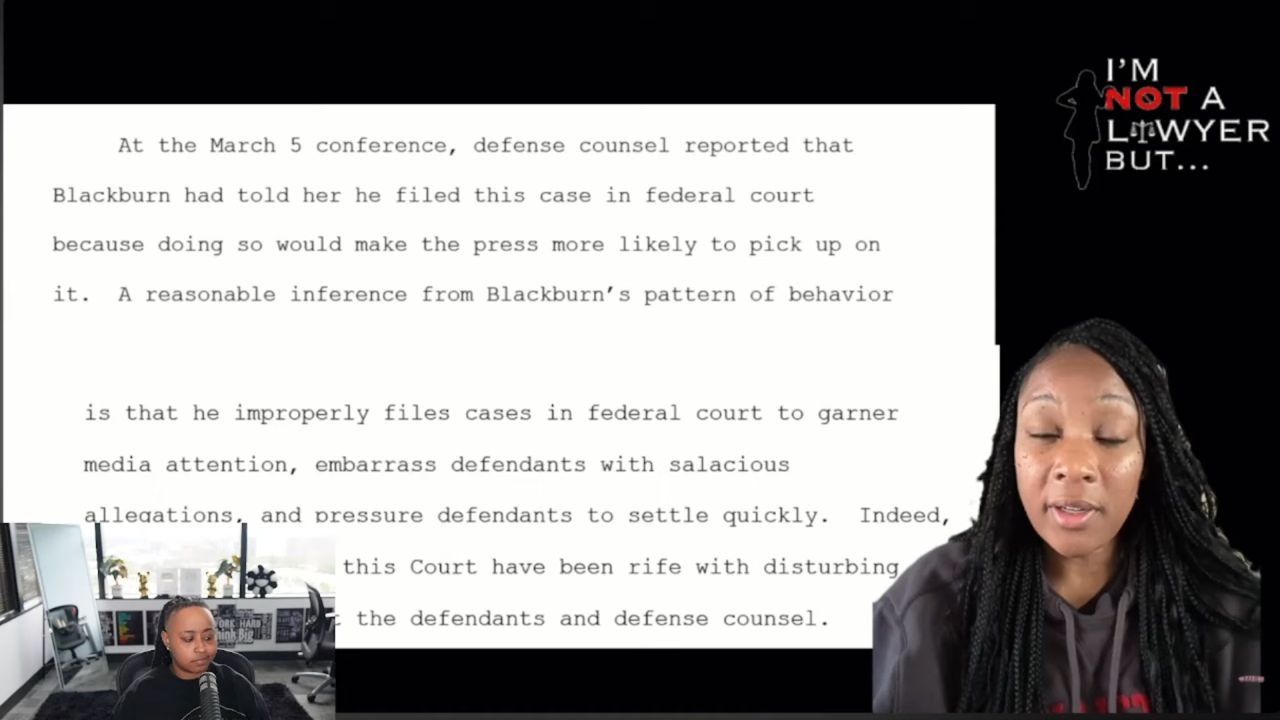 I'M
NOT A
LAWYER
BUT...
At the March 5 conference, defense counsel reported that
Blackburn had told her he filed this case in federal court
because doing so would make the press more likely to pick up on
it. A reasonable inference from Blackburn's pattern of behavior
is that he improperly files cases in federal court to garner
media attention, embarrass defendants with salacious
allegations, and pressure defendants to settle quickly. Indeed,
this Court have been rife with disturbing
the defendants and defense counsel.
WORK HARD
Think Big